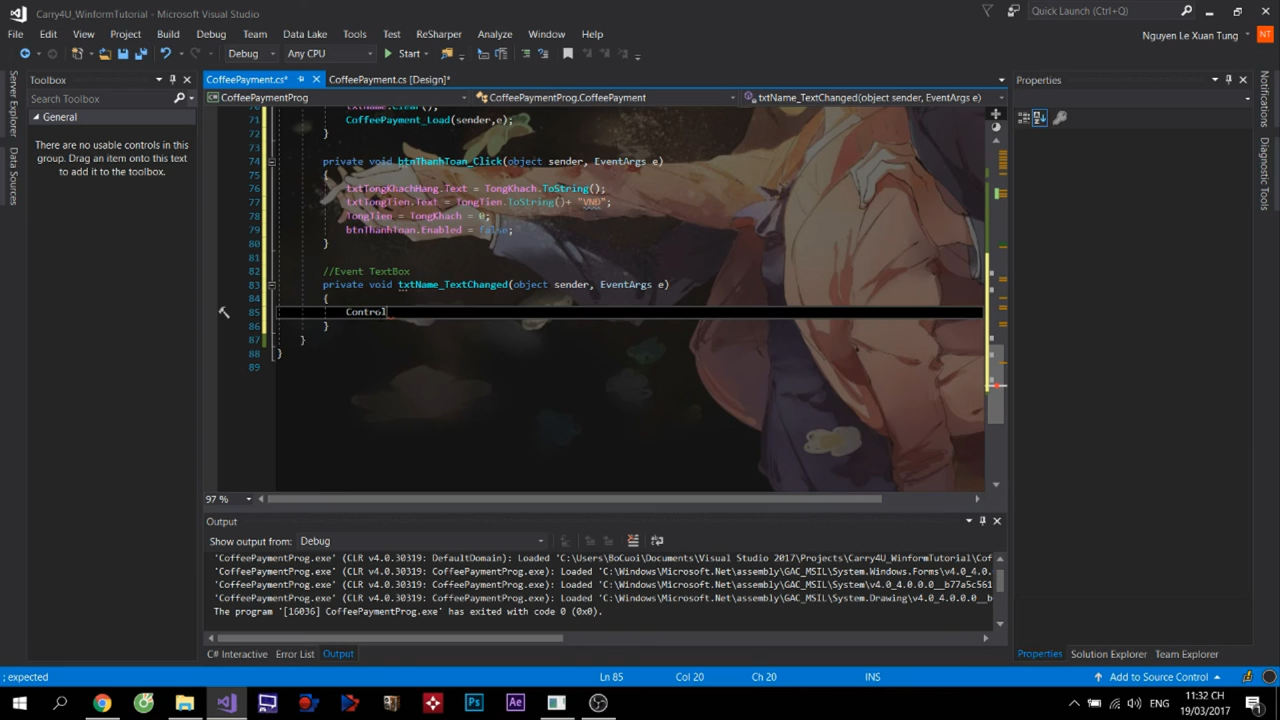 Carry4U_WinformTutorial - Microsoft Visual Studio
Quick Launch (Ctrl+Q)
File Edit View Project Build Debug Team Data Lake Tools Test ReSharper Analyze Window Help
Nguyen Le Xuan Tung NT
Debug Any CPU Start
Server Explorer
Data Sources
Toolbox
Search Toolbox
General
There are no usable controls in this
group. Drag an item onto this text
to add it to the toolbox.
CoffeePayment.cs* CoffeePayment.cs [Design]*
CoffeePaymentProg CoffeePaymentProg.CoffeePayment txtName_TextChanged(object sender, EventArgs e)
txtName.Clear();
71 CoffeePayment_Load(sender,e);
72 }
73
74 private void btnThanhToan_Click(object sender, EventArgs e)
75 {
76 txtTongKhachHang.Text = TongKhach.ToString();
77 txtTongTien.Text = TongTien.ToString()+ "VNĐ";
78 TongTien = TongKhach = 0;
79 btnThanhToan.Enabled = false;
80 }
81
82 //Event TextBox
83 private void txtName_TextChanged(object sender, EventArgs e)
84 {
85 Control
86 }
87 }
88 }
89
97 %
Output
Show output from: Debug
'CoffeePaymentProg.exe' (CLR v4.0.30319: DefaultDomain): Loaded 'C:\Users\BoCuoi\Documents\Visual Studio 2017\Projects\Carry4U_WinformTutorial\Cof
'CoffeePaymentProg.exe' (CLR v4.0.30319: CoffeePaymentProg.exe): Loaded 'C:\Windows\Microsoft.Net\assembly\GAC_MSIL\System.Windows.Forms\v4.0_4.0.
'CoffeePaymentProg.exe' (CLR v4.0.30319: CoffeePaymentProg.exe): Loaded 'C:\Windows\Microsoft.Net\assembly\GAC_MSIL\System\v4.0_4.0.0.0__b77a5c561
'CoffeePaymentProg.exe' (CLR v4.0.30319: CoffeePaymentProg.exe): Loaded 'C:\Windows\Microsoft.Net\assembly\GAC_MSIL\System.Drawing\v4.0_4.0.0.0__b
The program '[16036] CoffeePaymentProg.exe' has exited with code 0 (0x0).
C# Interactive Error List Output
Properties
Properties Solution Explorer Team Explorer
Notifications
Diagnostic Tools
; expected Ln 85 Col 20 Ch 20 INS Add to Source Control
ENG
11:32 CH
19/03/2017